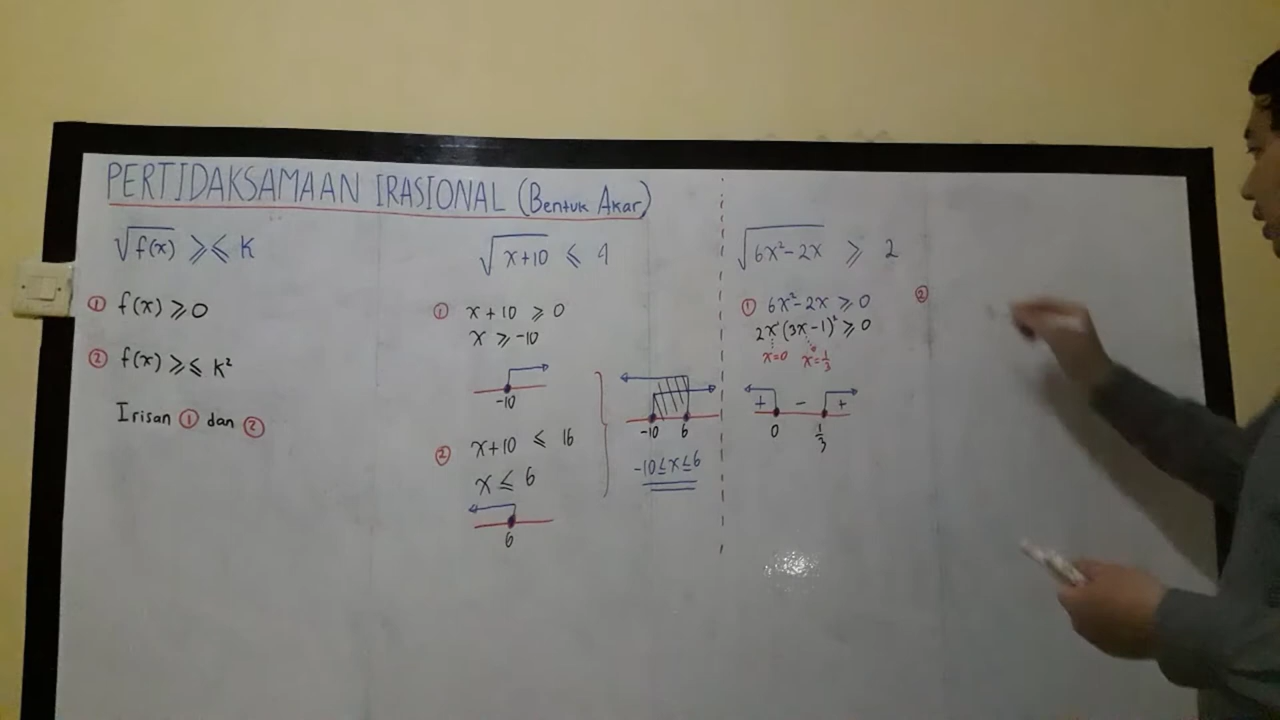 PERTIDAKSAMAAN IRASIONAL (Bentuk Akar)
√f(x) ≥≤ K
① f(x) ≥ 0
② f(x) ≥≤ K²
Irisan ① dan ②
√x+10 ≤ 4
① x + 10 ≥ 0
x ≥ -10
-10
② x+10 ≤ 16
x ≤ 6
6
-10 6
-10≤x≤6
√6x²-2x ≥ 2
① 6x²-2x ≥ 0
2x(3x-1) ≥ 0
x=0 x=1/3
+ - +
0 1/3
②